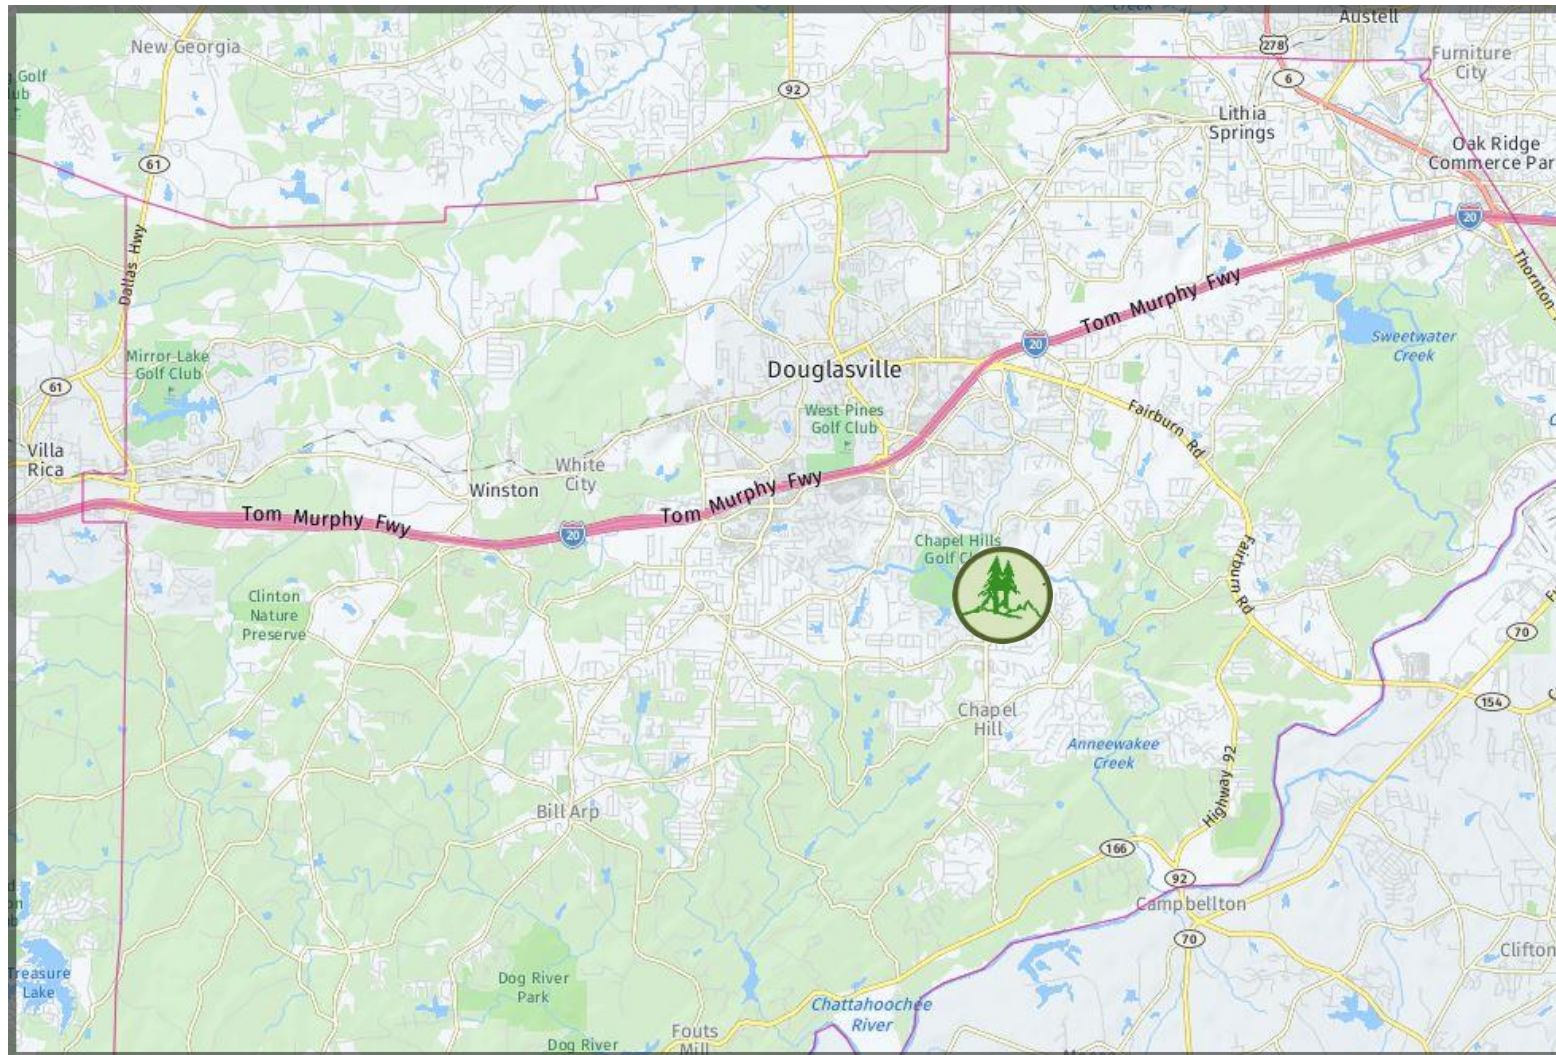 Austell
New Georgia
278
Furniture
City
Golf
6
92
Lithia
Springs
Oak Ridge
Commerce Par
61
20
Dallas Hwy
Thornton
Tom Murphy Fwy
20
Sweetwater
Creek
Mirror Lake
Golf Club
Douglasville
61
West Pines
Golf Club
Fairburn Rd
Villa
Rica
White
City
Winston
Tom Murphy Fwy
Tom Murphy Fwy
20
Chapel Hills
Golf
Fairburn Rd
Clinton
Nature
Preserve
70
154
Chapel
Hill
Anneewakee
Creek
Highway 92
Bill Arp
166
92
Campbellton
70
Clifton
Treasure
Lake
Dog River
Park
Chattahoochee
River
Fouts
Mill
Dog River